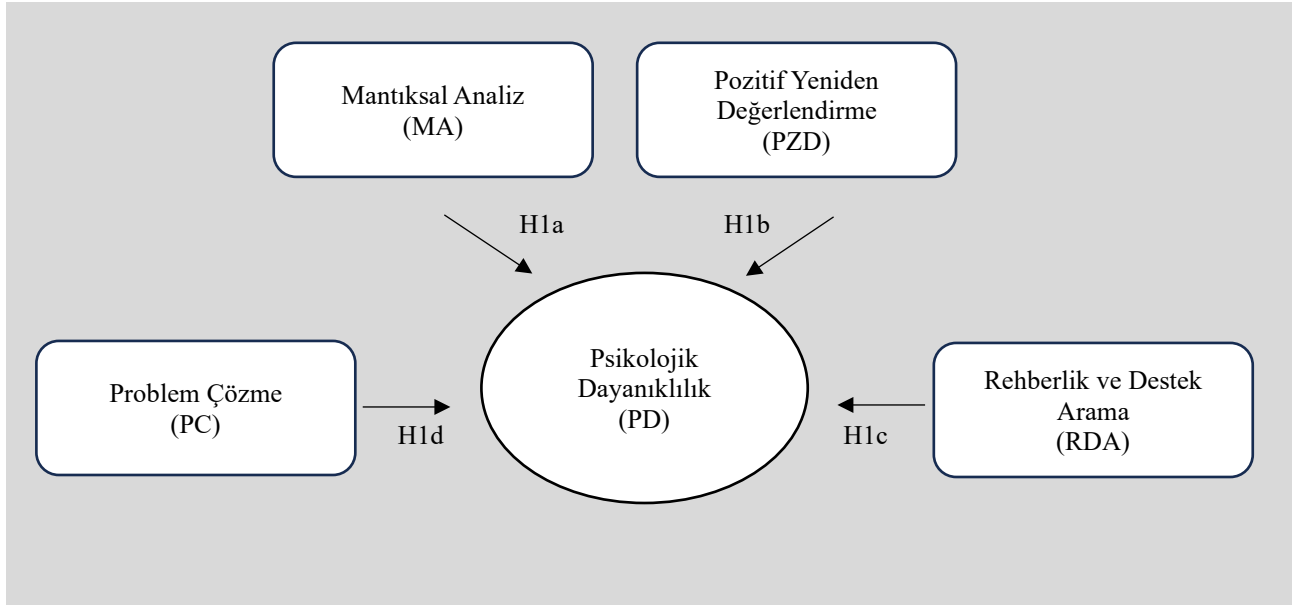 Mantıksal Analiz
(MA)
Pozitif Yeniden
Değerlendirme
(PZD)
H1a
H1b
Problem Çözme
(PC)
H1d
Psikolojik
Dayanıklılık
(PD)
H1c
Rehberlik ve Destek
Arama
(RDA)